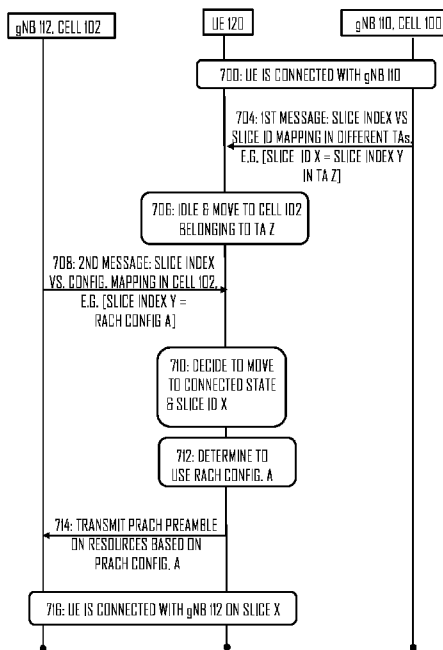 gNB 112, CELL 102
UE 120
gNB 110, CELL 100
700: UE IS CONNECTED WITH gNB 110
704: 1ST MESSAGE: SLICE INDEX VS
SLICE ID MAPPING IN DIFFERENT TAs,
E.G. [SLICE ID X = SLICE INDEX Y
IN TA Z]
706: IDLE & MOVE TO CELL 102
BELONGING TO TA Z
708: 2ND MESSAGE: SLICE INDEX
VS. CONFIG. MAPPING IN CELL 102,
E.G. [SLICE INDEX Y =
RACH CONFIG A]
710: DECIDE TO MOVE
TO CONNECTED STATE
& SLICE ID X
712: DETERMINE TO
USE RACH CONFIG. A
714: TRANSMIT PRACH PREAMBLE
ON RESOURCES BASED ON
PRACH CONFIG. A
716: UE IS CONNECTED WITH gNB 112 ON SLICE X